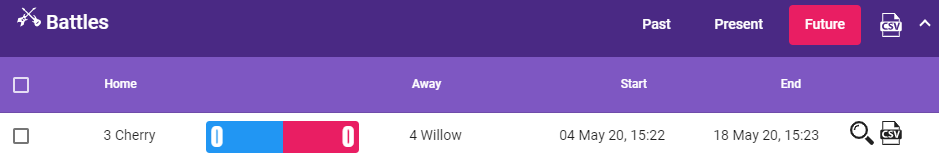 Battles Past Present Future CSV
Home Away Start End
3 Cherry 0 0 4 Willow 04 May 20, 15:22 18 May 20, 15:23 CSV